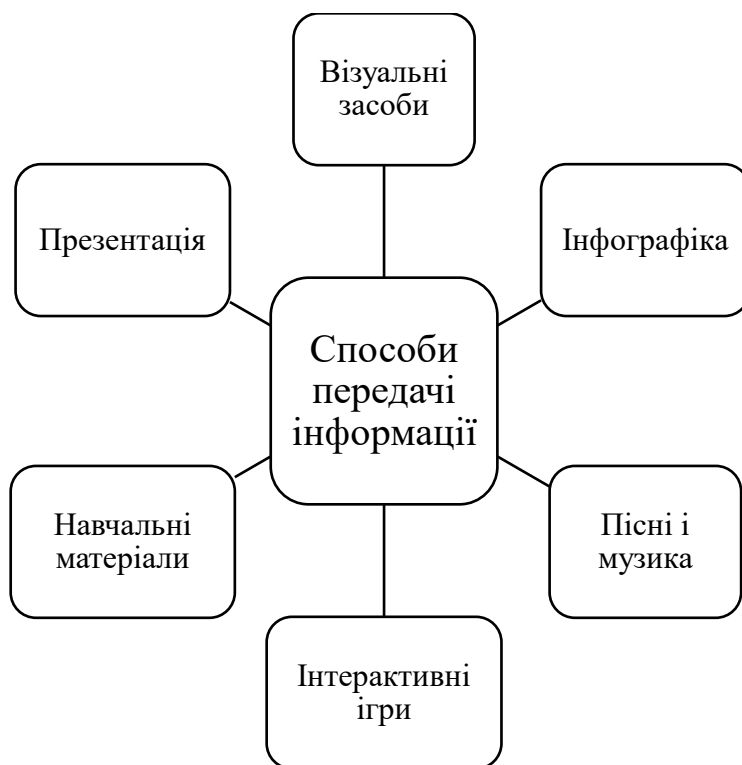 Візуальні
засоби
Презентація
Інфографіка
Способи
передачі
інформації
Навчальні
матеріали
Пісні і
музика
Інтерактивні
ігри